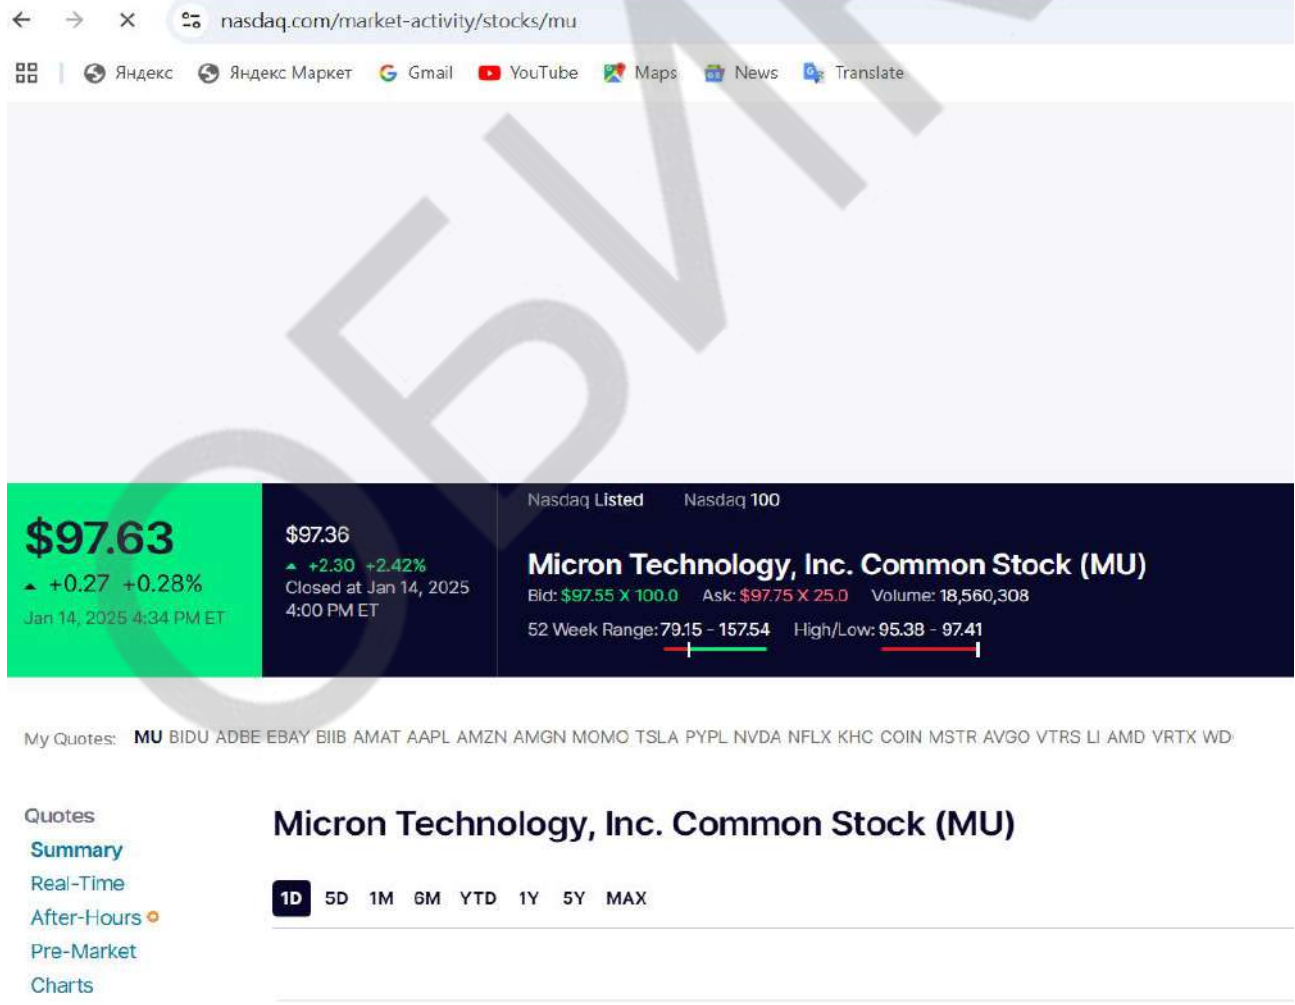 nasdaq.com/market-activity/stocks/mu
Яндекс Яндекс Маркет Gmail YouTube Maps News Translate
Nasdaq Listed Nasdaq 100
$97.63
+0.27 +0.28%
Jan 14, 2025 4:34 PM ET
$97.36
+2.30 +2.42%
Closed at Jan 14, 2025
4:00 PM ET
Micron Technology, Inc. Common Stock (MU)
Bid: $97.55 X 100.0 Ask: $97.75 X 25.0 Volume: 18,560,308
52 Week Range: 79.15 - 157.54 High/Low: 95.38 - 97.41
My Quotes: MU BIDU ADBE EBAY BIIB AMAT AAPL AMZN AMGN MOMO TSLA PYPL NVDA NFLX KHC COIN MSTR AVGO VTRS LI AMD VRTX WD
Quotes
Summary
Real-Time
After-Hours
Pre-Market
Charts
Micron Technology, Inc. Common Stock (MU)
1D 5D 1M 6M YTD 1Y 5Y MAX